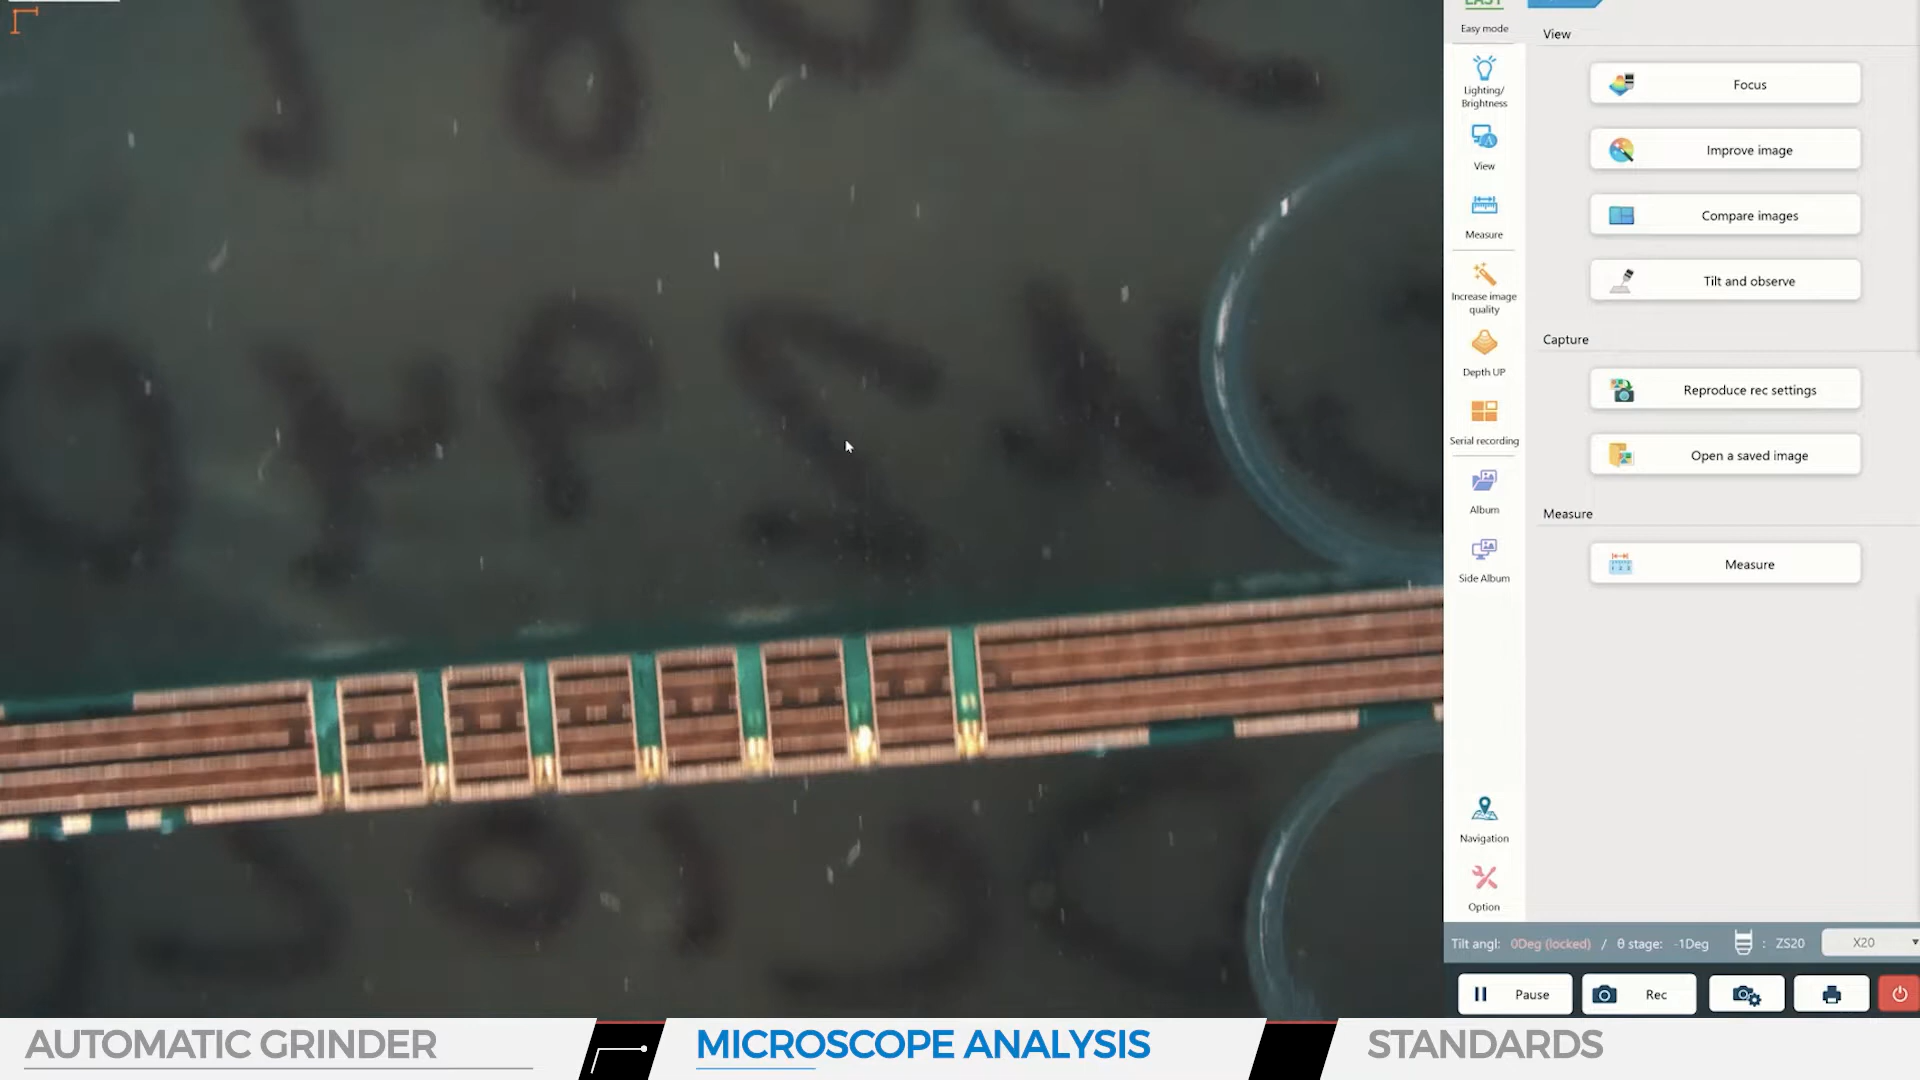 Easy mode
View
Focus
Lighting/
Brightness
Improve image
View
Compare images
Measure
Tilt and observe
Increase image
quality
Capture
Depth UP
Reproduce rec settings
Serial recording
Open a saved image
Album
Measure
Side Album
Measure
Navigation
Option
Tilt angl: 0Deg (locked) / θ stage: -1Deg : ZS20 X20
Pause Rec
AUTOMATIC GRINDER MICROSCOPE ANALYSIS STANDARDS